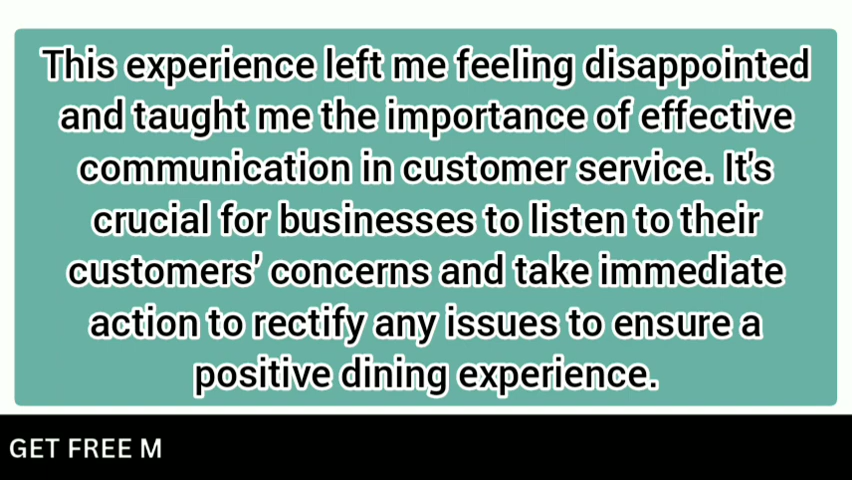 This experience left me feeling disappointed
and taught me the importance of effective
communication in customer service. It's
crucial for businesses to listen to their
customers' concerns and take immediate
action to rectify any issues to ensure a
positive dining experience.
GET FREE M